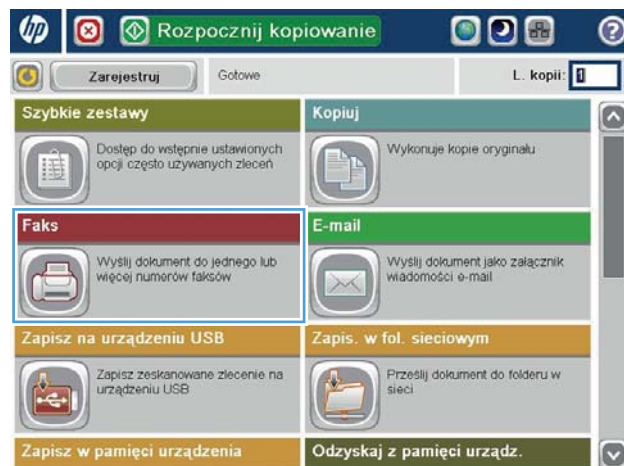 hp
Rozpocznij kopiowanie
?
Zarejestruj
Gotowe
L. kopii: 1
Szybkie zestawy
Dostęp do wstępnie ustawionych
opcji często używanych zleceń
Kopiuj
Wykonuje kopie oryginału
Faks
Wyślij dokument do jednego lub
więcej numerów faksów
E-mail
Wyślij dokument jako załącznik
wiadomości e-mail
Zapisz na urządzeniu USB
Zapisz zeskanowane zlecenie na
urządzeniu USB
Zapis. w fol. sieciowym
Prześlij dokument do folderu w
sieci
Zapisz w pamięci urządzenia
Odzyskaj z pamięci urządz.